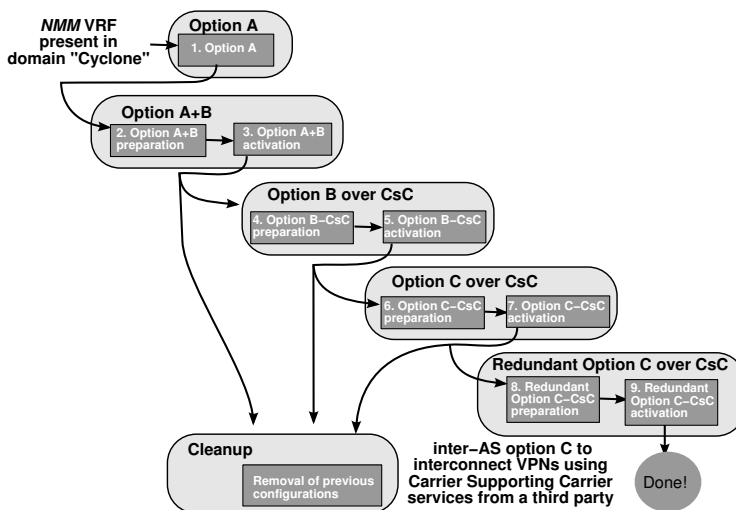 NMM VRF
present in
domain "Cyclone"
Option A
1. Option A
Option A+B
2. Option A+B
preparation
3. Option A+B
activation
Option B over CsC
4. Option B−CsC
preparation
5. Option B−CsC
activation
Option C over CsC
6. Option C−CsC
preparation
7. Option C−CsC
activation
Redundant Option C over CsC
8. Redundant
Option C−CsC
preparation
9. Redundant
Option C−CsC
activation
Cleanup
Removal of previous
configurations
inter−AS option C to
interconnect VPNs using
Carrier Supporting Carrier
services from a third party
Done!